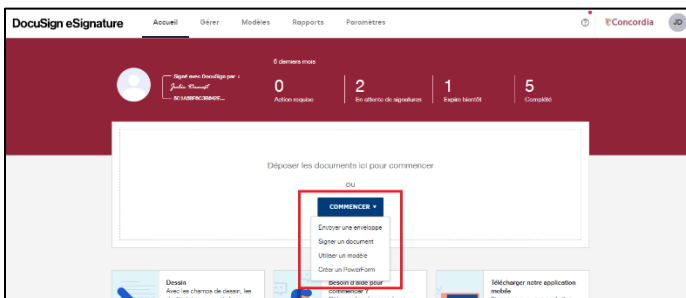 DocuSign eSignature
Accueil Gérer Modèles Rapports Paramètres
Concordia
JD
6 derniers mois
Signé avec DocuSign par :
0
Action requise
2
En attente de signatures
1
Expire bientôt
5
Complété
Déposer les documents ici pour commencer
ou
COMMENCER
Envoyer une enveloppe
Signer un document
Utiliser un modèle
Créer un PowerForm
Dessin
Avec les champs de dessin, les
Besoin d'aide pour
commencer ?
Télécharger notre application
mobile